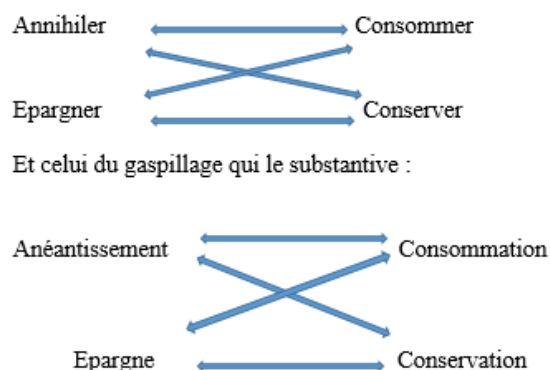 Annihiler Consommer
Epargner Conserver
Et celui du gaspillage qui le substantive :
Anéantissement Consommation
Epargne Conservation